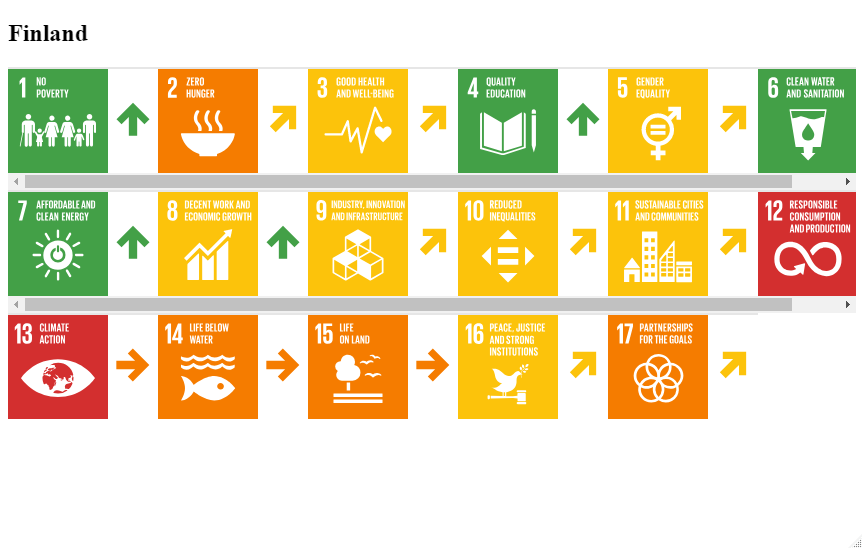 Finland
1 NO
POVERTY
2 ZERO
HUNGER
3 GOOD HEALTH
AND WELL-BEING
4 QUALITY
EDUCATION
5 GENDER
EQUALITY
6 CLEAN WATER
AND SANITATION
7 AFFORDABLE AND
CLEAN ENERGY
8 DECENT WORK AND
ECONOMIC GROWTH
9 INDUSTRY, INNOVATION
AND INFRASTRUCTURE
10 REDUCED
INEQUALITIES
11 SUSTAINABLE CITIES
AND COMMUNITIES
12 RESPONSIBLE
CONSUMPTION
AND PRODUCTION
13 CLIMATE
ACTION
14 LIFE BELOW
WATER
15 LIFE
ON LAND
16 PEACE, JUSTICE
AND STRONG
INSTITUTIONS
17 PARTNERSHIPS
FOR THE GOALS